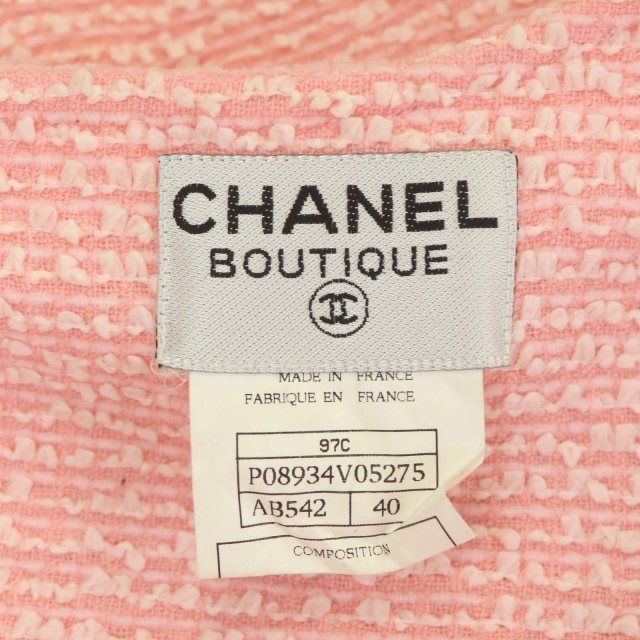 CHANEL
BOUTIQUE
MADE IN FRANCE
FABRIQUE EN FRANCE
97C
P08934V05275
AB542 40
COMPOSITION